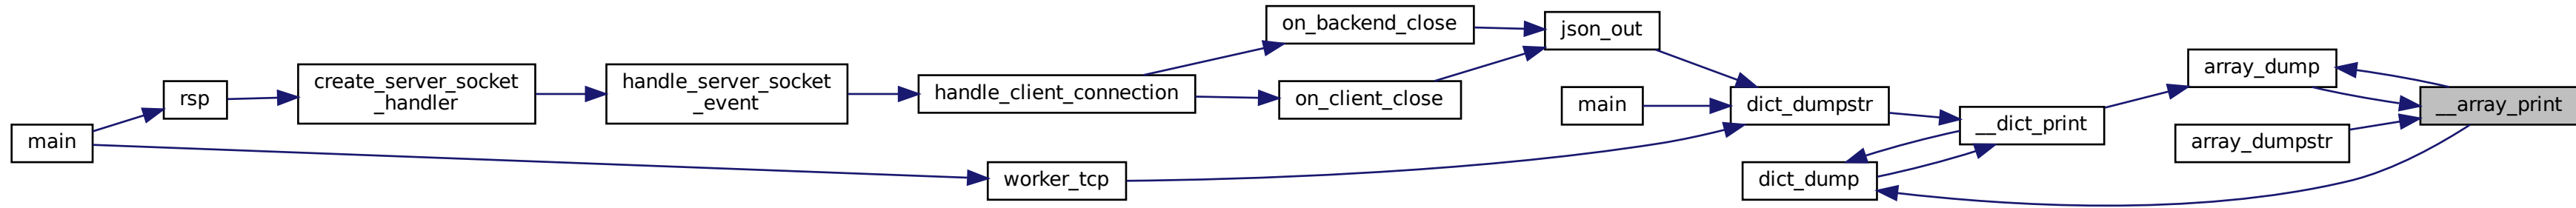 main
rsp
create_server_socket
_handler
handle_server_socket
_event
handle_client_connection
worker_tcp
on_backend_close
on_client_close
json_out
main
dict_dumpstr
dict_dump
__dict_print
array_dump
array_dumpstr
__array_print